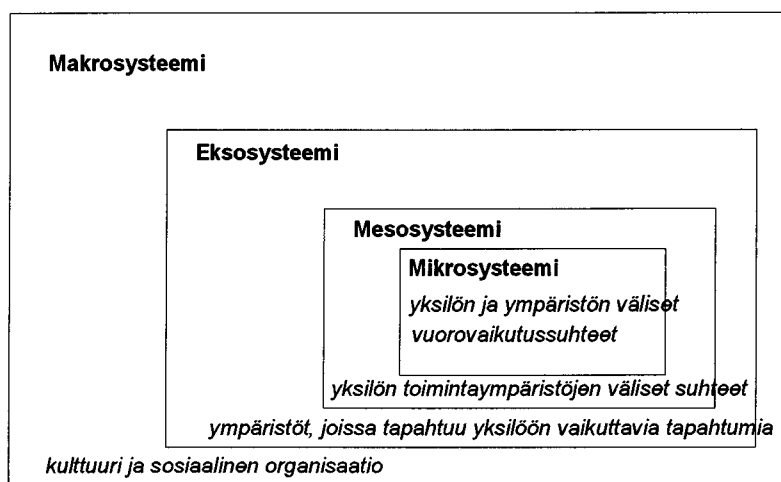 Makrosysteemi
Eksosysteemi
Mesosysteemi
Mikrosysteemi
yksilön ja ympäristön väliset
vuorovaikutussuhteet
yksilön toimintaympäristöjen väliset suhteet
ympäristöt, joissa tapahtuu yksilöön vaikuttavia tapahtumia
kulttuuri ja sosiaalinen organisaatio